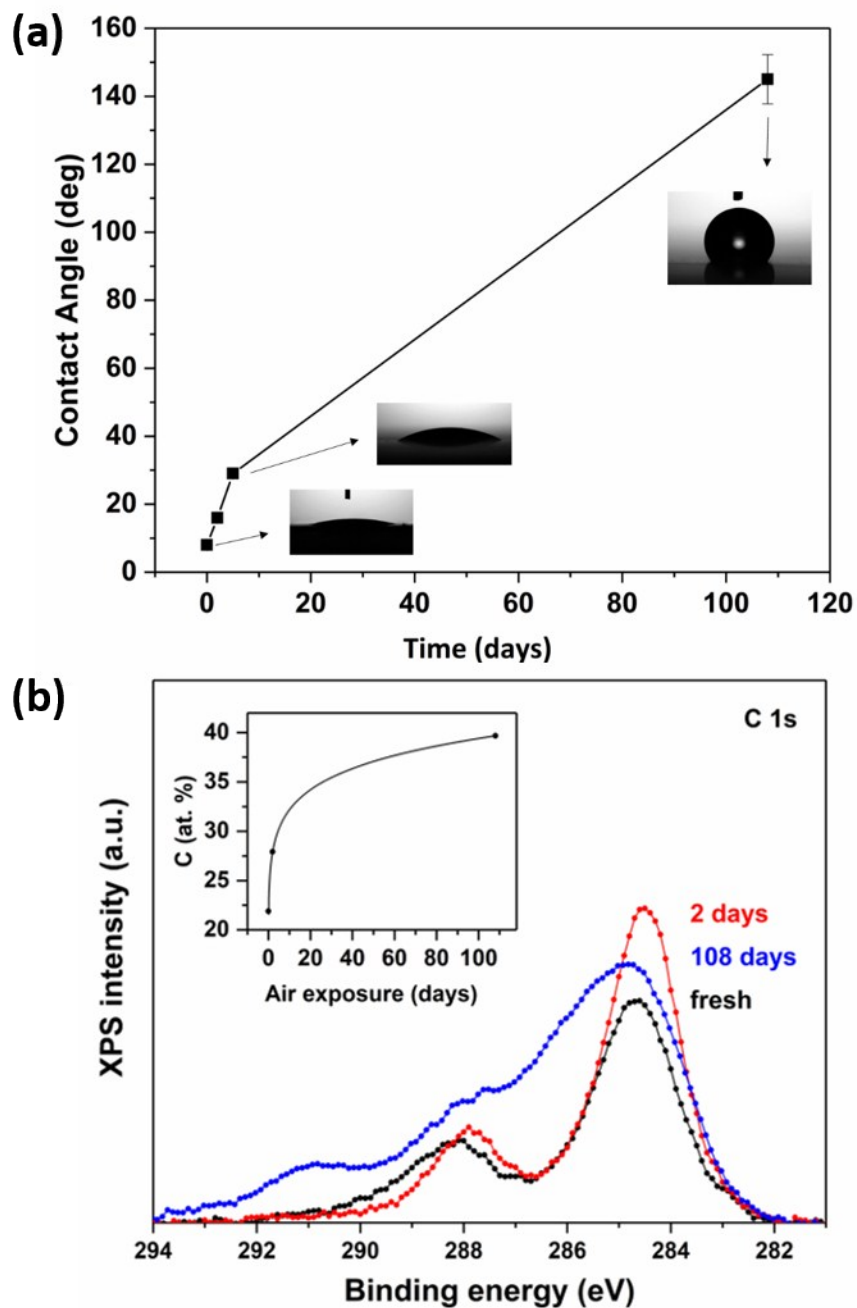 (a)
160
140
120
100
80
60
40
20
0
Contact Angle (deg)
0 20 40 60 80 100 120
Time (days)
(b)
C 1s
40
35
30
25
20
C (at. %)
0 20 40 60 80 100
Air exposure (days)
2 days
108 days
fresh
XPS intensity (a.u.)
294 292 290 288 286 284 282
Binding energy (eV)